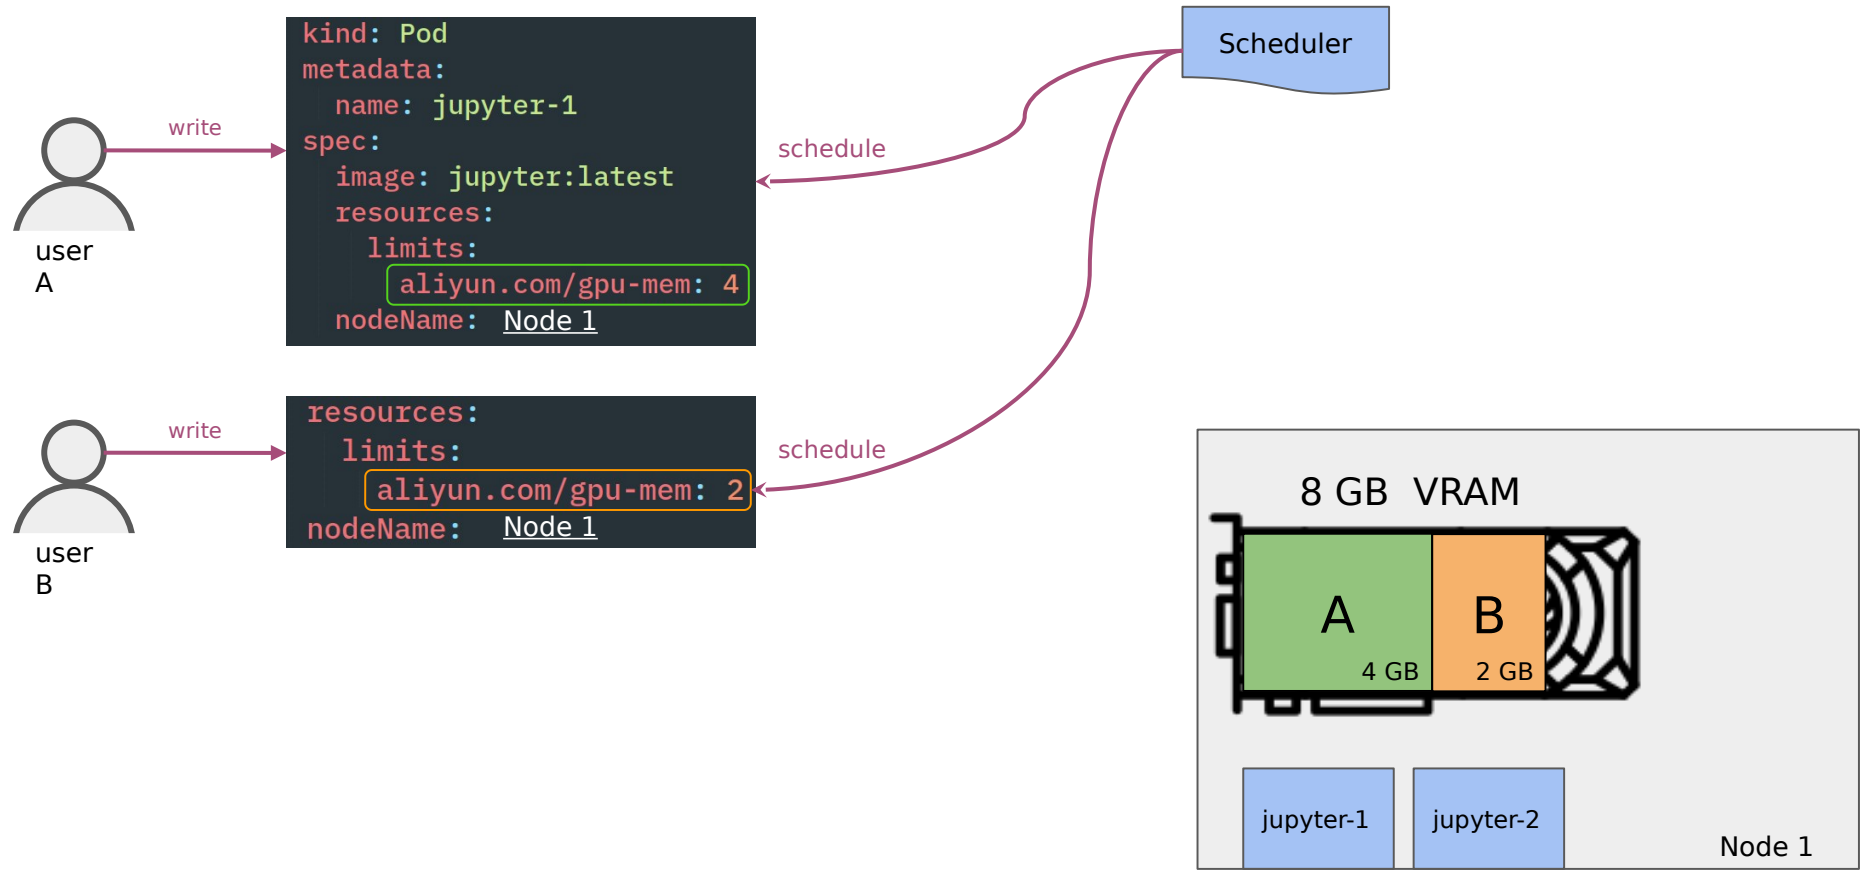 kind: Pod
metadata:
name: jupyter-1
spec:
image: jupyter:latest
resources:
limits:
aliyun.com/gpu-mem: 4
nodeName: Node 1
write
user
A
schedule
Scheduler
resources:
limits:
aliyun.com/gpu-mem: 2
nodeName: Node 1
write
user
B
schedule
8 GB VRAM
A
4 GB
B
2 GB
jupyter-1
jupyter-2
Node 1